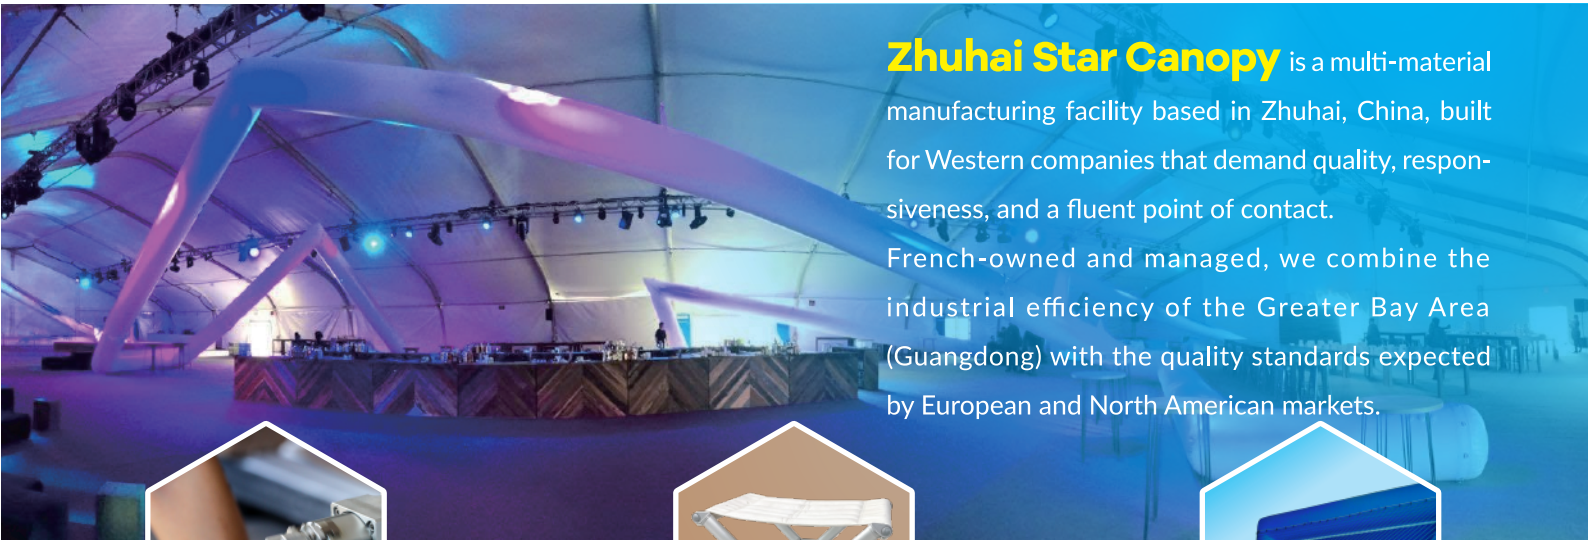 Zhuhai Star Canopy is a multi-material
manufacturing facility based in Zhuhai, China, built
for Western companies that demand quality, respon-
siveness, and a fluent point of contact.
French-owned and managed, we combine the
industrial efficiency of the Greater Bay Area
(Guangdong) with the quality standards expected
by European and North American markets.